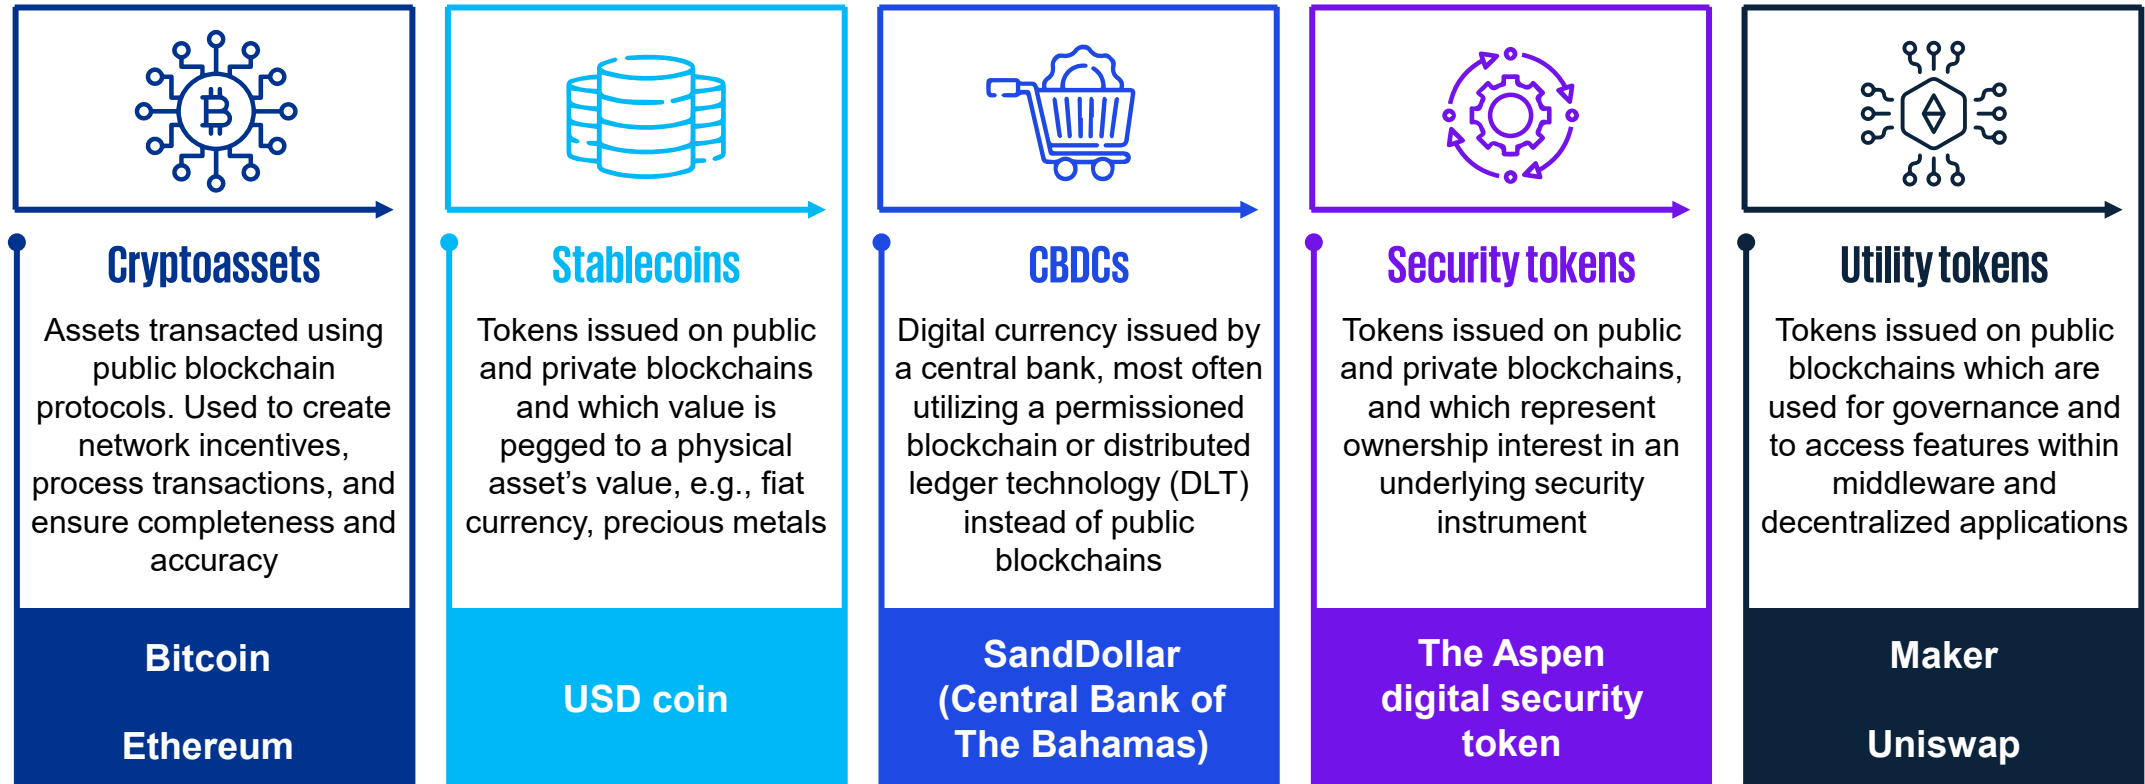 Cryptoassets
Assets transacted using
public blockchain
protocols. Used to create
network incentives,
process transactions, and
ensure completeness and
accuracy
Bitcoin
Ethereum
Stablecoins
Tokens issued on public
and private blockchains
and which value is
pegged to a physical
asset’s value, e.g., fiat
currency, precious metals
USD coin
CBDCs
Digital currency issued by
a central bank, most often
utilizing a permissioned
blockchain or distributed
ledger technology (DLT)
instead of public
blockchains
SandDollar
(Central Bank of
The Bahamas)
Security tokens
Tokens issued on public
and private blockchains,
and which represent
ownership interest in an
underlying security
instrument
The Aspen
digital security
token
Utility tokens
Tokens issued on public
blockchains which are
used for governance and
to access features within
middleware and
decentralized applications
Maker
Uniswap